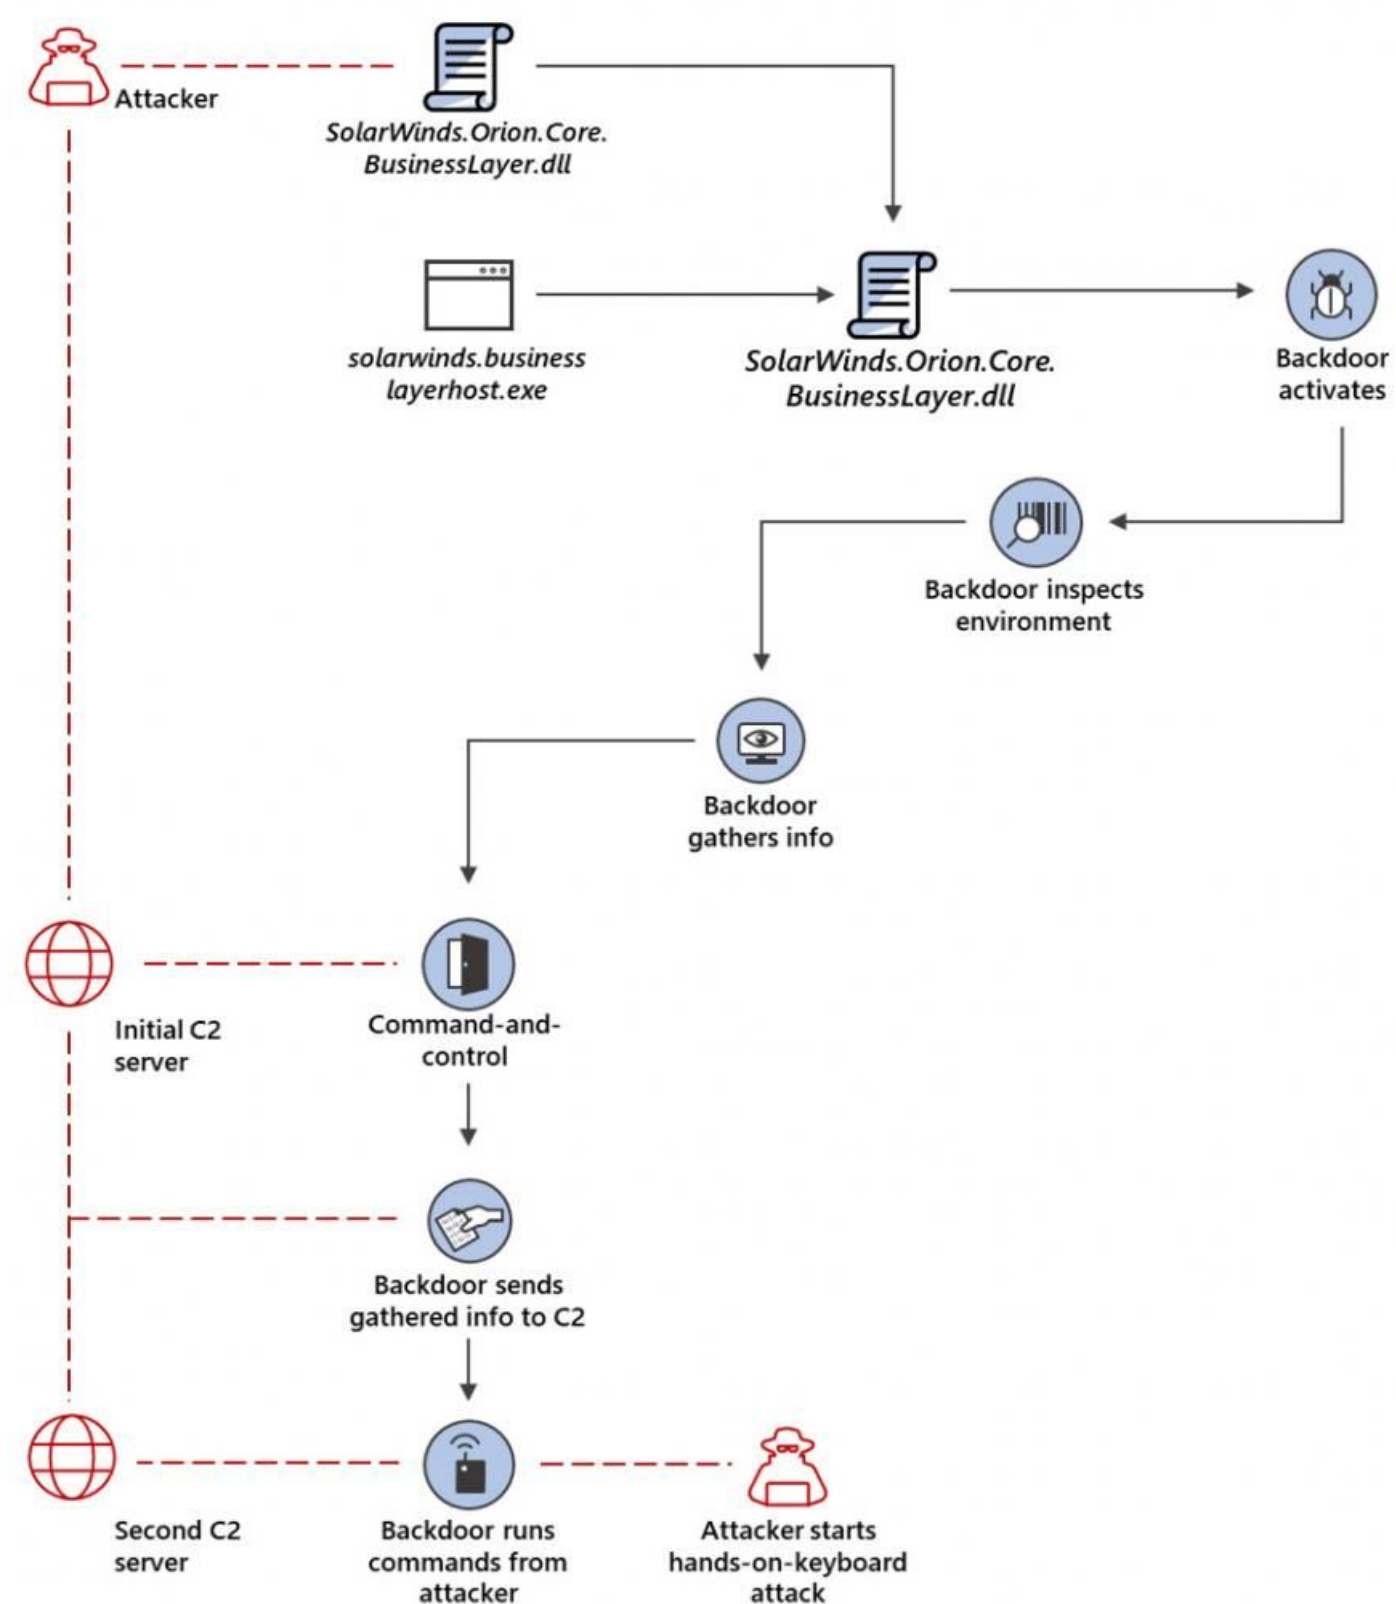 Attacker
SolarWinds.Orion.Core.
BusinessLayer.dll
solarwinds.business
layerhost.exe
SolarWinds.Orion.Core.
BusinessLayer.dll
Backdoor
activates
Backdoor inspects
environment
Backdoor
gathers info
Initial C2
server
Command-and-
control
Backdoor sends
gathered info to C2
Second C2
server
Backdoor runs
commands from
attacker
Attacker starts
hands-on-keyboard
attack